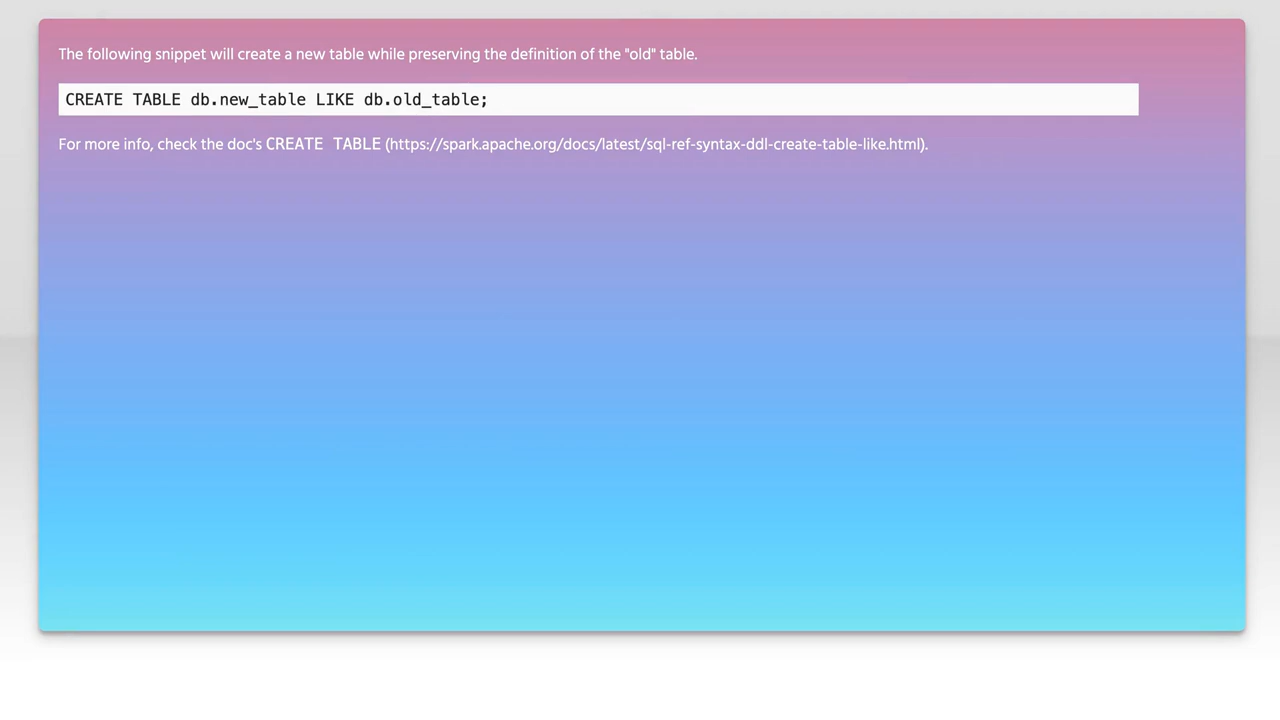 The following snippet will create a new table while preserving the definition of the "old" table.
CREATE TABLE db.new_table LIKE db.old_table;
For more info, check the doc's CREATE TABLE (https://spark.apache.org/docs/latest/sql-ref-syntax-ddl-create-table-like.html).